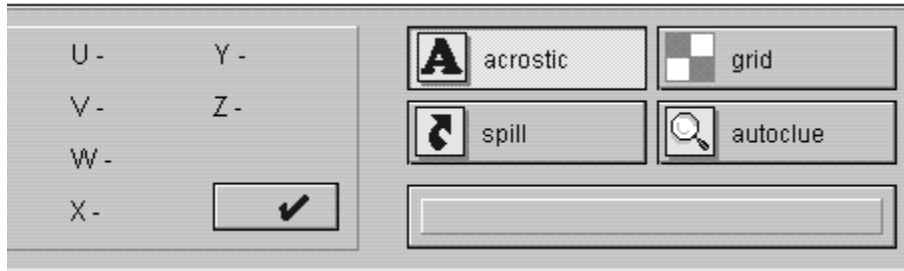 U - Y - A acrostic grid
V - Z - spill autoclue
W -
X -